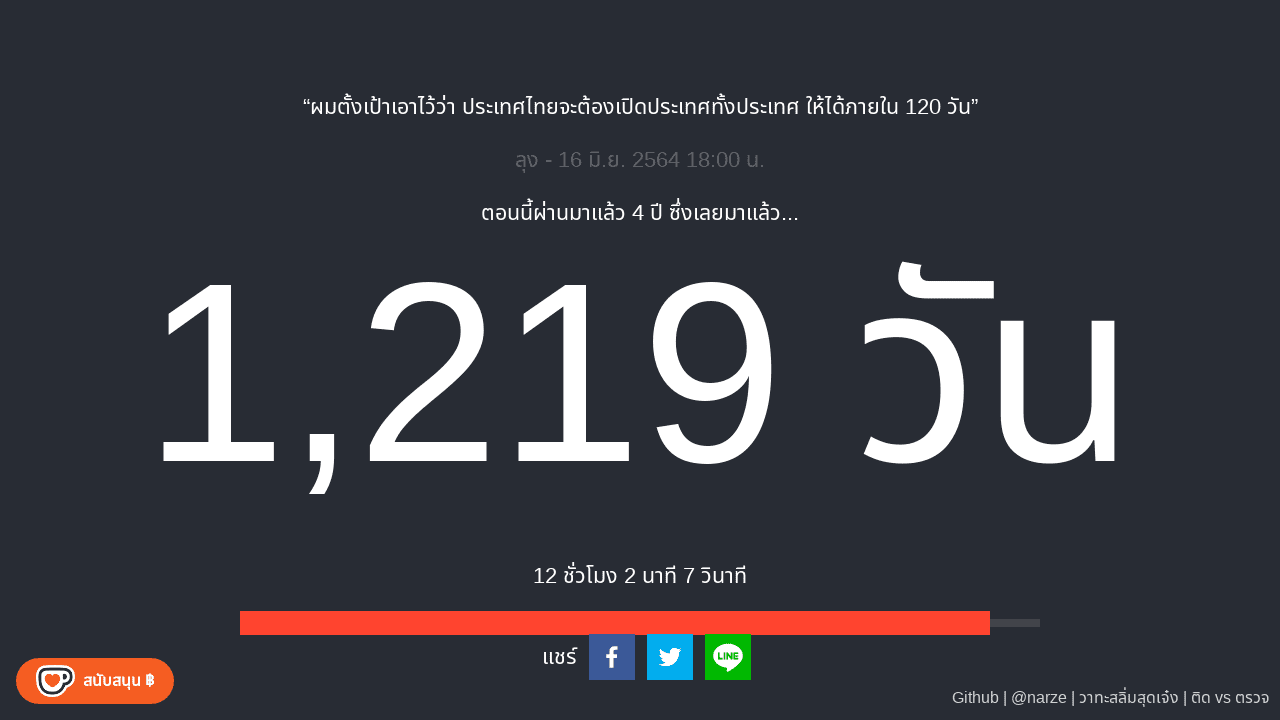 “ผมตั้งเป้าเอาไว้ว่า ประเทศไทยจะต้องเปิดประเทศทั้งประเทศ ให้ได้ภายใน 120 วัน”
ลุง - 16 มิ.ย. 2564 18:00 น.
ตอนนี้ผ่านมาแล้ว 4 ปี ซึ่งเลยมาแล้ว...
1,219 วัน
12 ชั่วโมง 2 นาที 7 วินาที
แชร์ LINE
สนับสนุน ฿
Github | @narze | วาทะสลิ่มสุดเจ๋ง | ติด vs ตรวจ